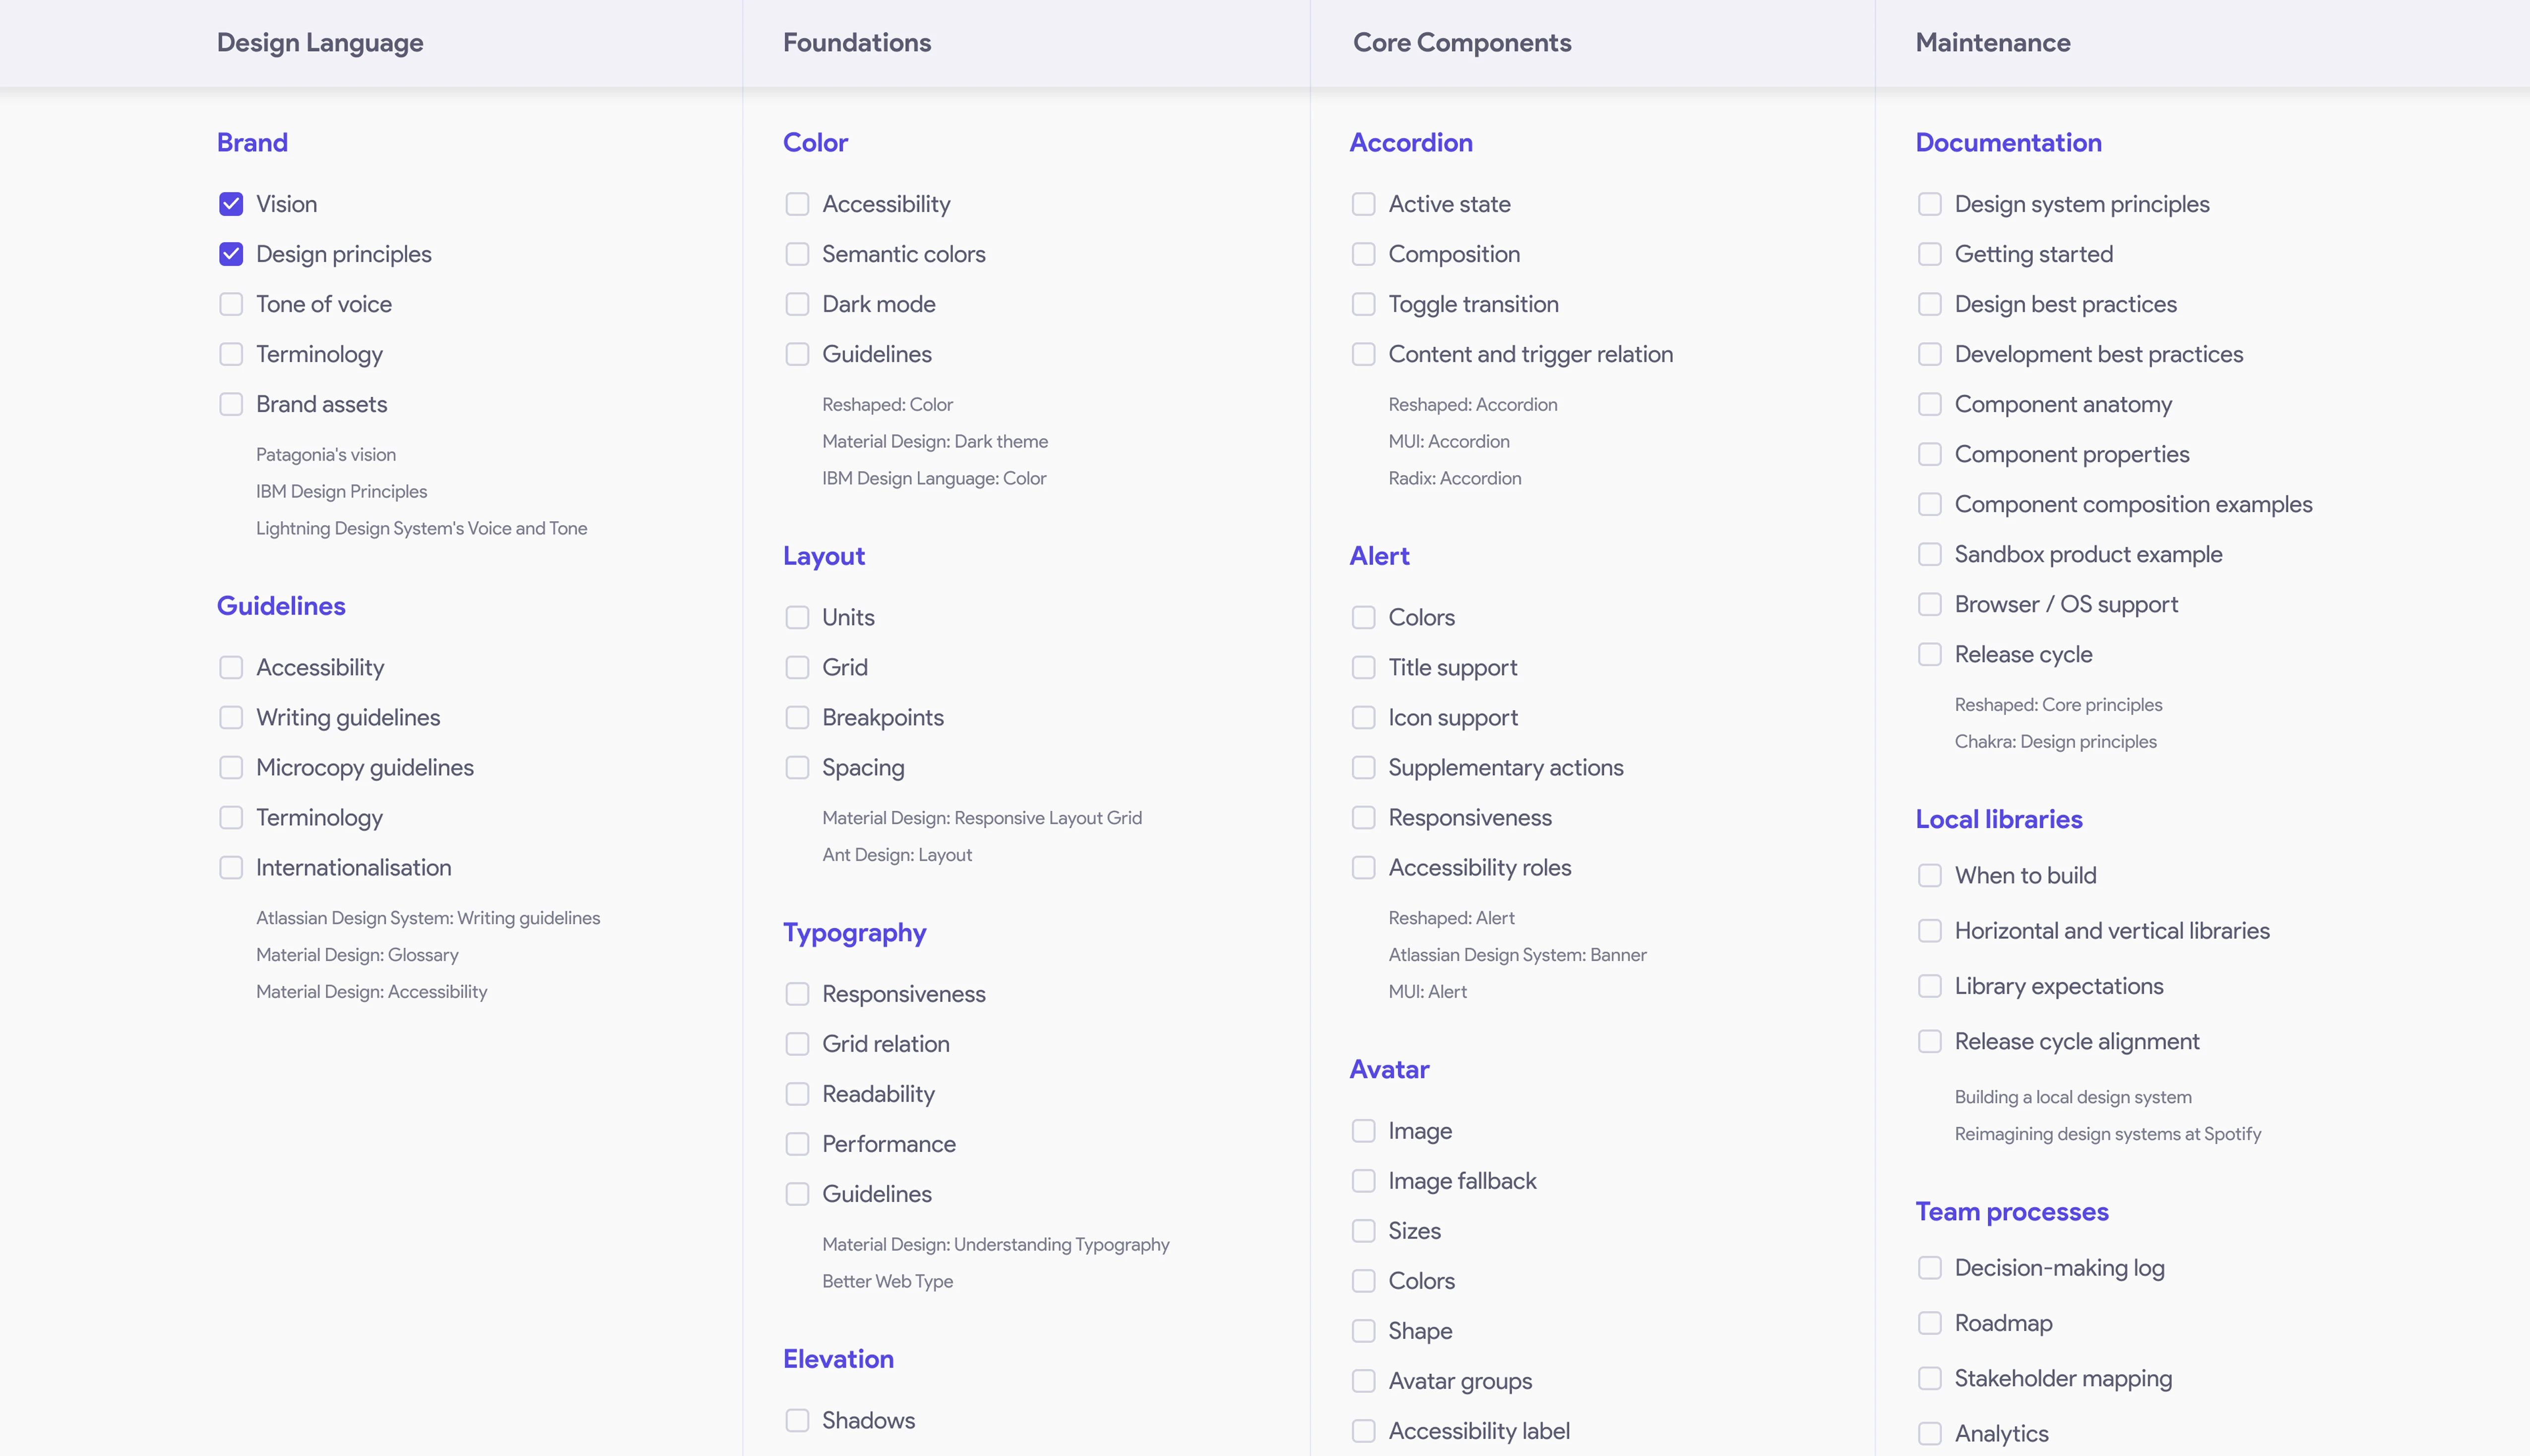 Design Language
Foundations
Core Components
Maintenance
Brand
Vision
Design principles
Tone of voice
Terminology
Brand assets
Patagonia's vision
IBM Design Principles
Lightning Design System's Voice and Tone
Guidelines
Accessibility
Writing guidelines
Microcopy guidelines
Terminology
Internationalisation
Atlassian Design System: Writing guidelines
Material Design: Glossary
Material Design: Accessibility
Color
Accessibility
Semantic colors
Dark mode
Guidelines
Reshaped: Color
Material Design: Dark theme
IBM Design Language: Color
Layout
Units
Grid
Breakpoints
Spacing
Material Design: Responsive Layout Grid
Ant Design: Layout
Typography
Responsiveness
Grid relation
Readability
Performance
Guidelines
Material Design: Understanding Typography
Better Web Type
Elevation
Shadows
Accordion
Active state
Composition
Toggle transition
Content and trigger relation
Reshaped: Accordion
MUI: Accordion
Radix: Accordion
Alert
Colors
Title support
Icon support
Supplementary actions
Responsiveness
Accessibility roles
Reshaped: Alert
Atlassian Design System: Banner
MUI: Alert
Avatar
Image
Image fallback
Sizes
Colors
Shape
Avatar groups
Accessibility label
Documentation
Design system principles
Getting started
Design best practices
Development best practices
Component anatomy
Component properties
Component composition examples
Sandbox product example
Browser / OS support
Release cycle
Reshaped: Core principles
Chakra: Design principles
Local libraries
When to build
Horizontal and vertical libraries
Library expectations
Release cycle alignment
Building a local design system
Reimagining design systems at Spotify
Team processes
Decision-making log
Roadmap
Stakeholder mapping
Analytics